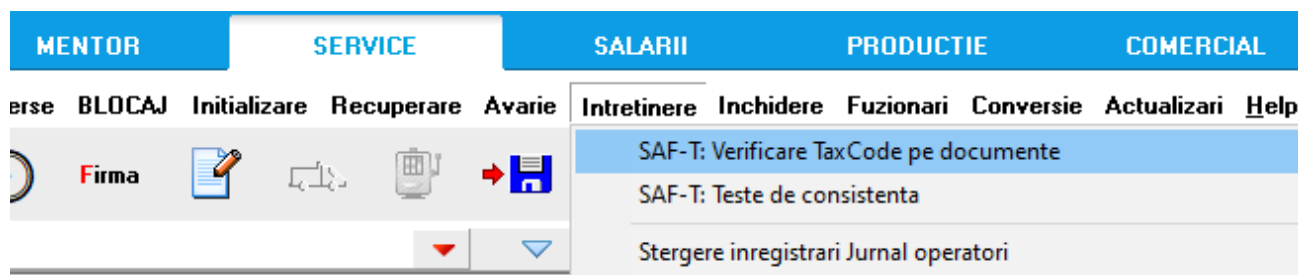 MENTOR SERVICE SALARII PRODUCTIE COMERCIAL
erse BLOCAJ Initializare Recuperare Avarie Intretinere Inchidere Fuzionari Conversie Actualizari Help
Firma
SAF-T: Verificare TaxCode pe documente
SAF-T: Teste de consistenta
Stergere inregistrari Jurnal operatori